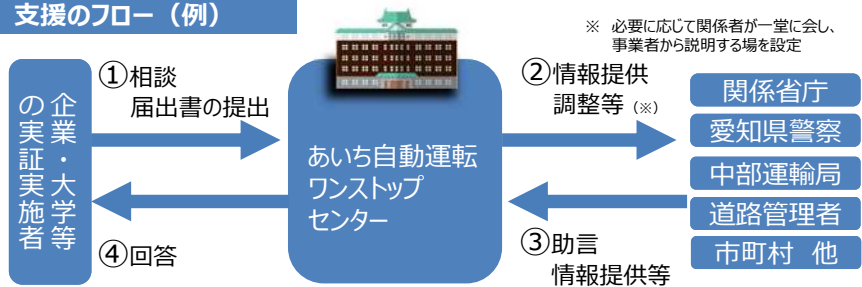 支援のフロー（例）
※ 必要に応じて関係者が一堂に会し、
事業者から説明する場を設定
企業・大学等
の実証実施者
①相談
届出書の提出
あいち自動運転
ワンストップ
センター
②情報提供
調整等（※）
関係省庁
愛知県警察
中部運輸局
道路管理者
市町村 他
③助言
情報提供等
④回答